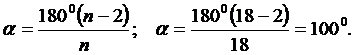 α = 180⁰(n − 2)/n; α = 180⁰(18 − 2)/18 = 100⁰.